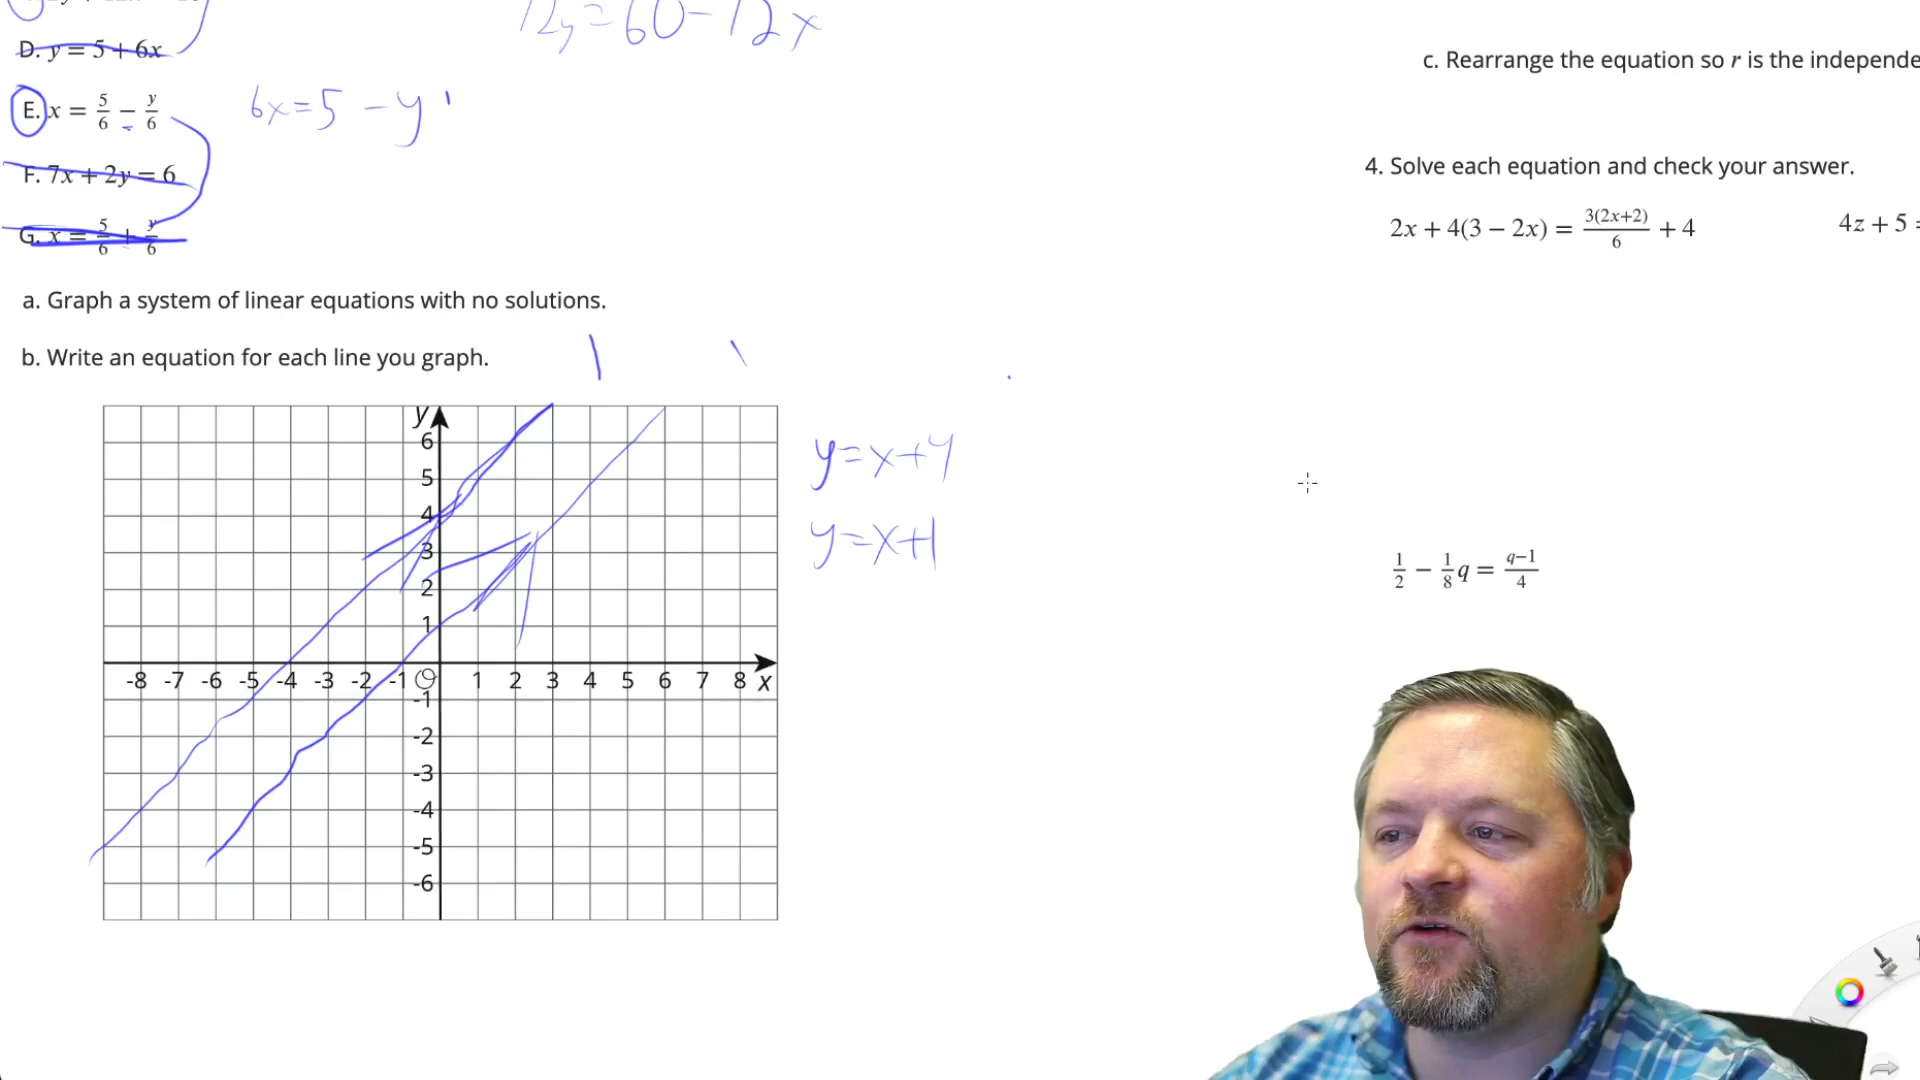 12y=60-12x
D. y = 5 + 6x
E. x = 5/6 - y/6
6x=5-y
F. 7x + 2y = 6
G. x = 5/6 + y/6
a. Graph a system of linear equations with no solutions.
b. Write an equation for each line you graph.
y
6
5
4
3
2
1
-8 -7 -6 -5 -4 -3 -2 -1 O 1 2 3 4 5 6 7 8 x
-1
-2
-3
-4
-5
-6
y=x+4
y=x+1
c. Rearrange the equation so r is the independe
4. Solve each equation and check your answer.
2x + 4(3 − 2x) = 3(2x+2)/6 + 4
4z + 5 =
1/2 − 1/8 q = q−1/4